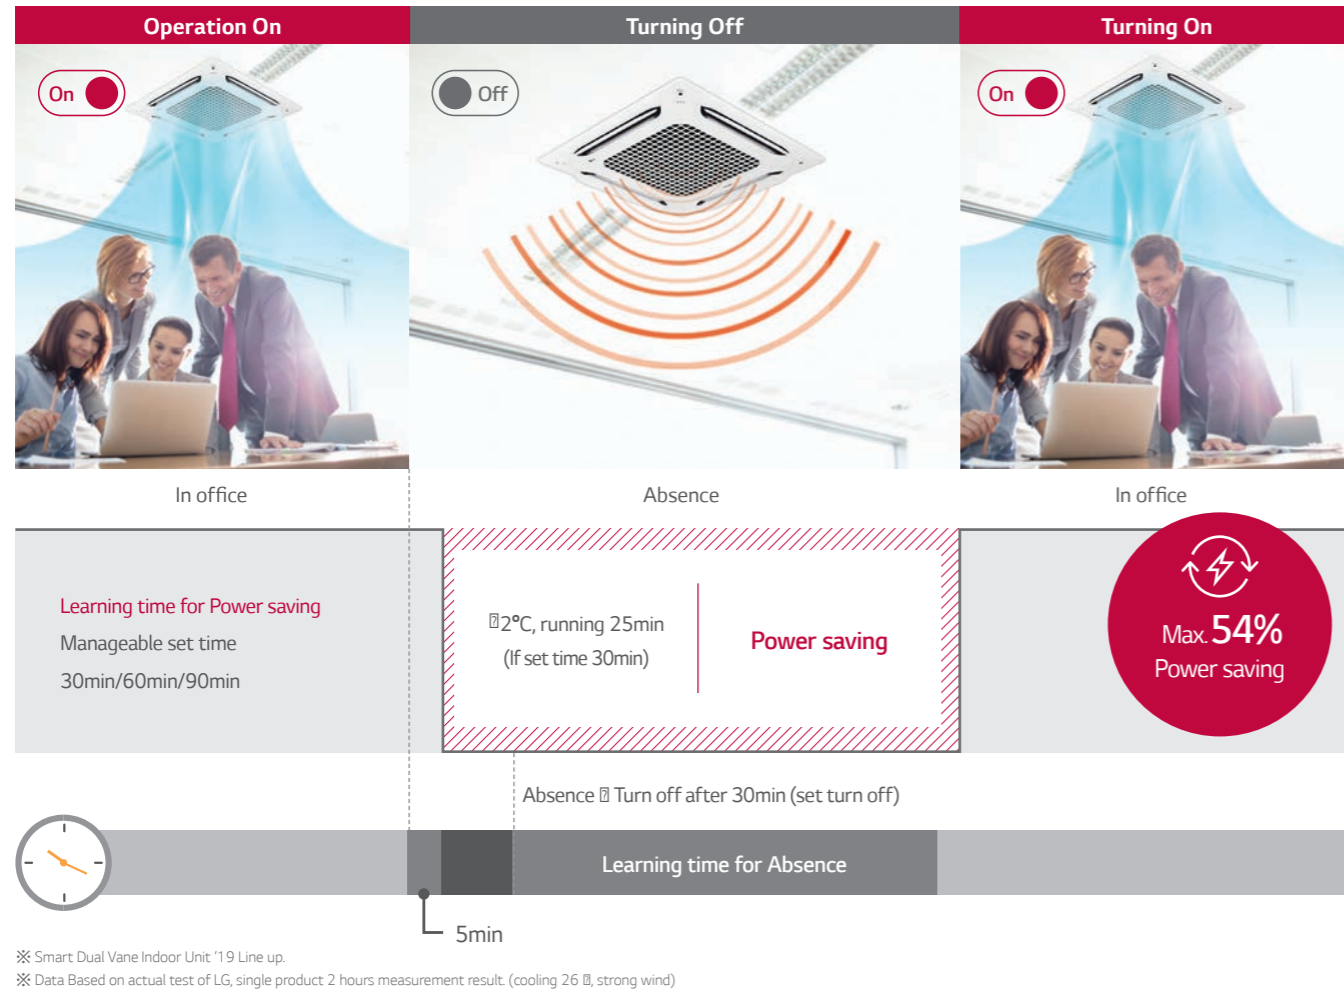 Operation On
Turning Off
Turning On
On
Off
On
In office
Absence
In office
Learning time for Power saving
Manageable set time
30min/60min/90min
⍰2°C, running 25min
(If set time 30min)
Power saving
Max. 54%
Power saving
Absence ⍰ Turn off after 30min (set turn off)
Learning time for Absence
5min
※ Smart Dual Vane Indoor Unit '19 Line up.
※ Data Based on actual test of LG, single product 2 hours measurement result. (cooling 26 ⍰, strong wind)